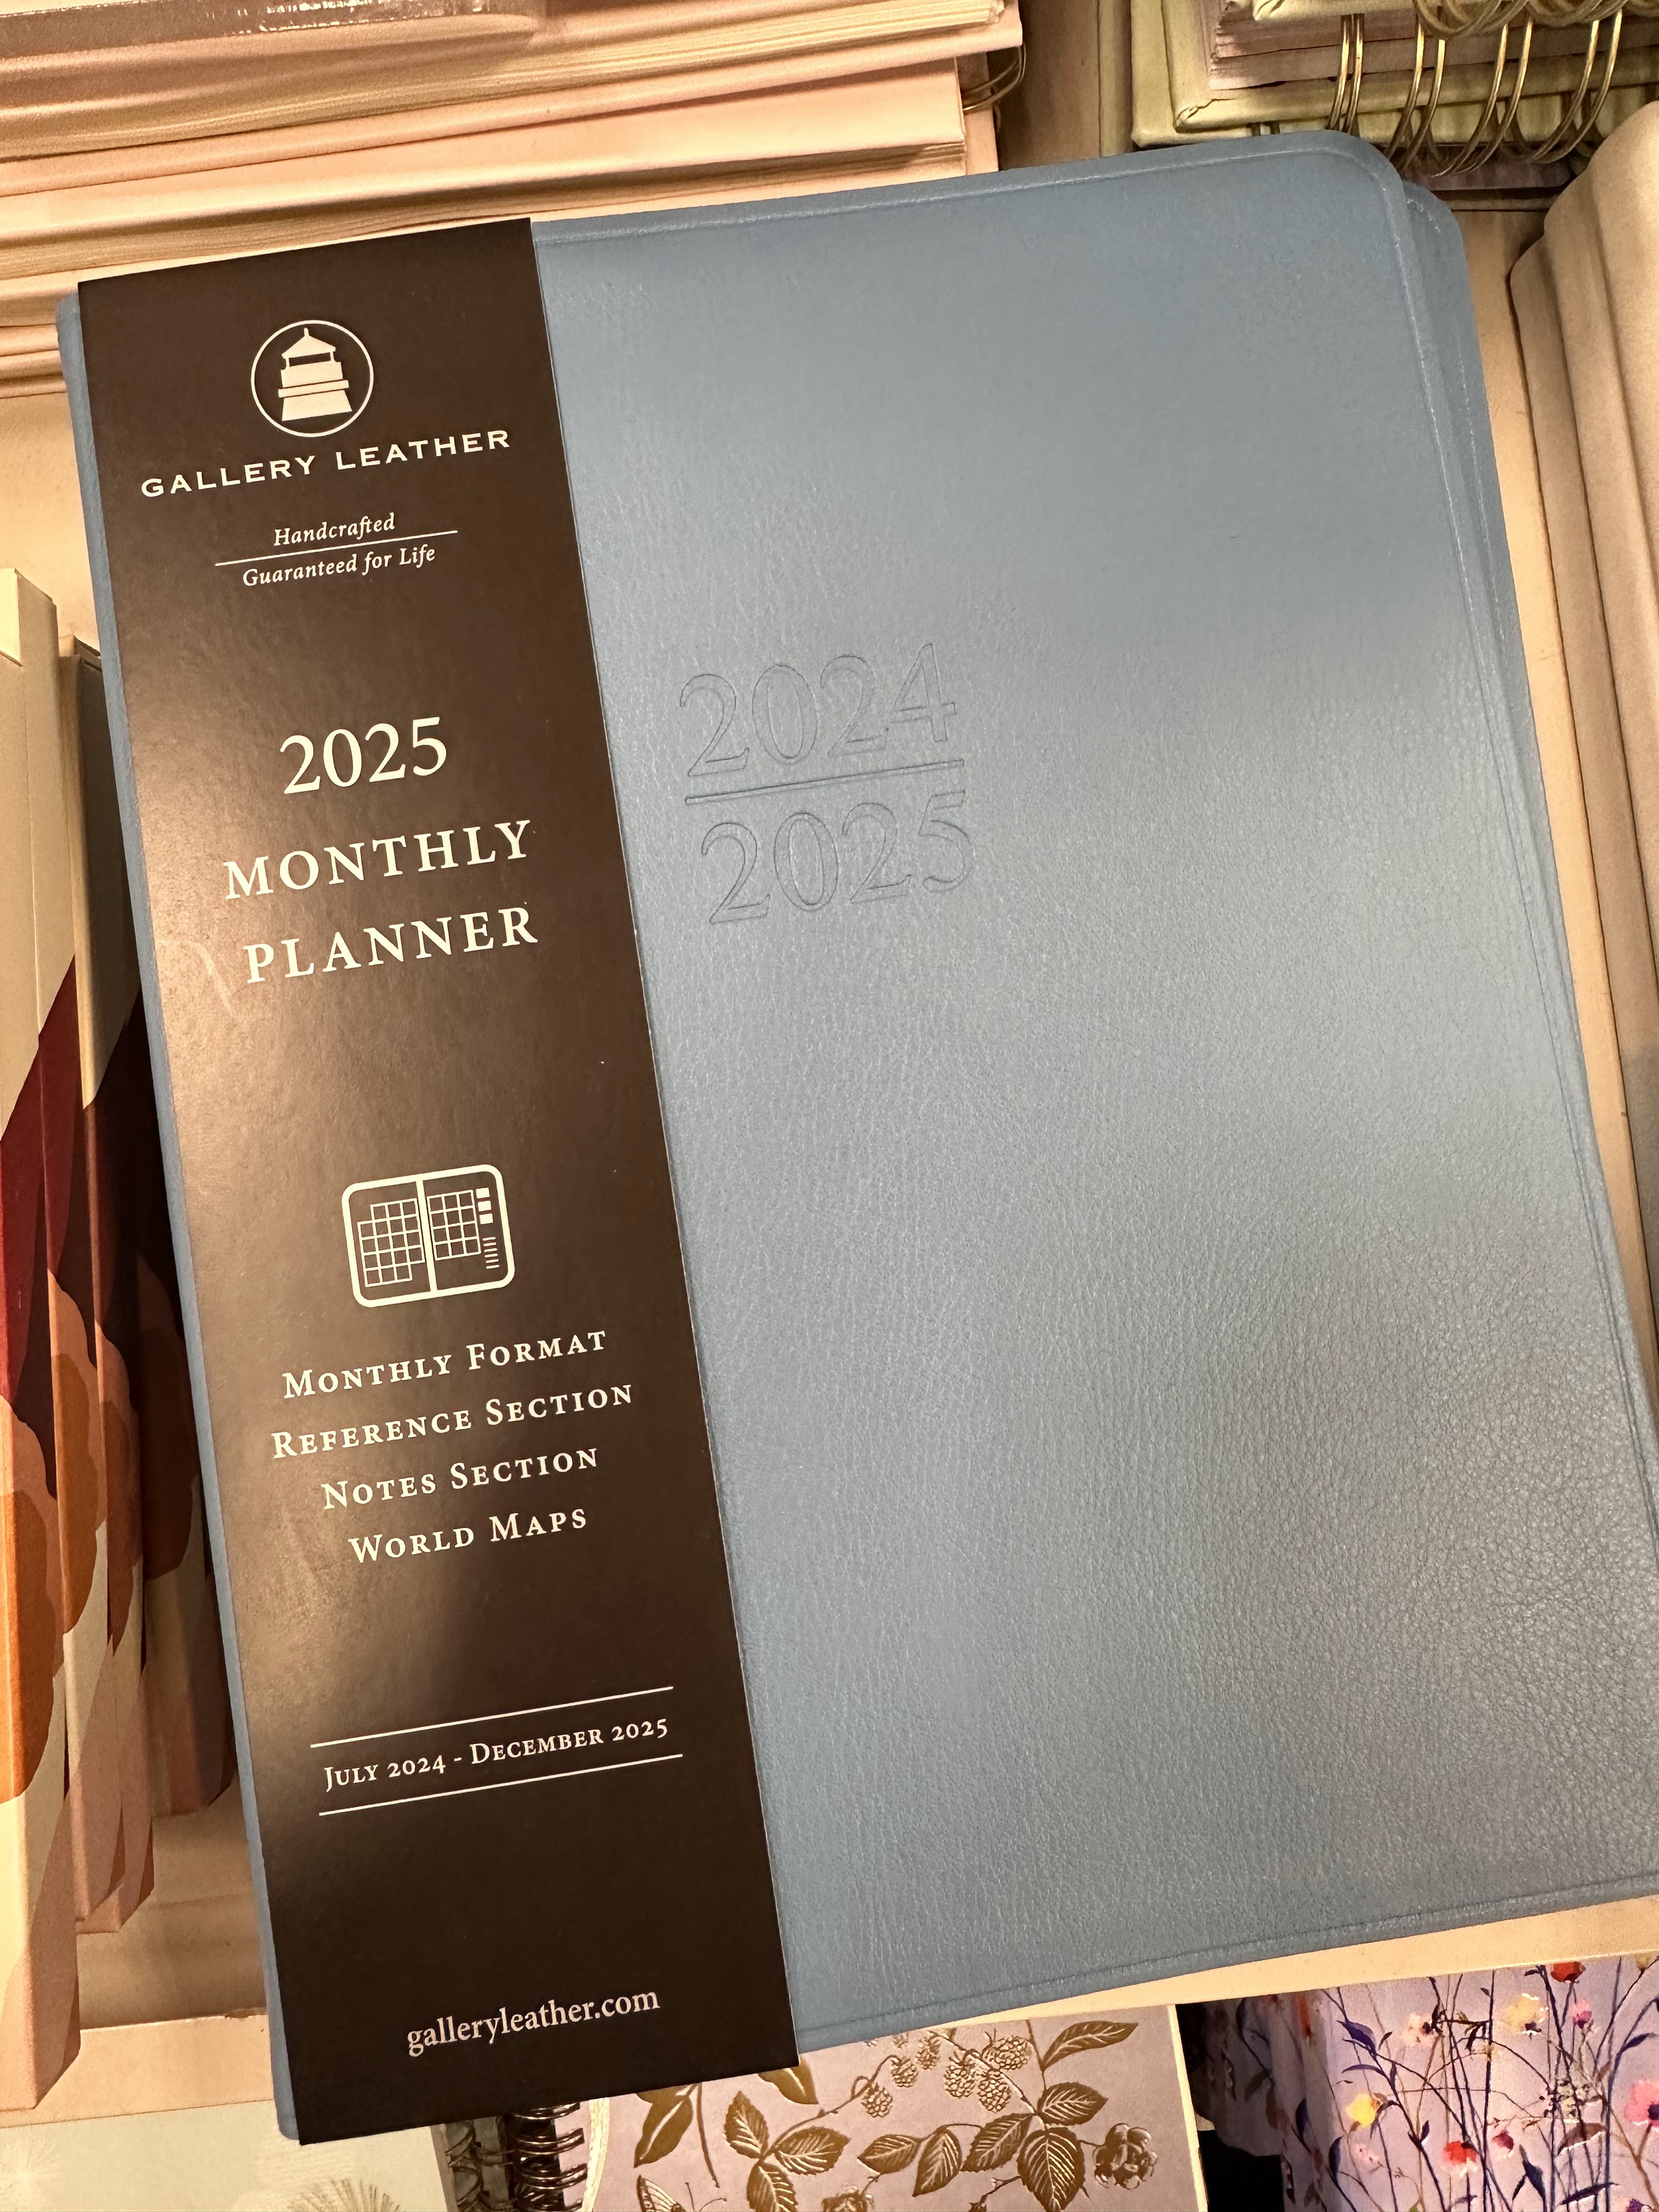 GALLERY LEATHER
Handcrafted
Guaranteed for Life
2025
MONTHLY
PLANNER
MONTHLY FORMAT
REFERENCE SECTION
NOTES SECTION
WORLD MAPS
JULY 2024 - DECEMBER 2025
galleryleather.com
2024
2025